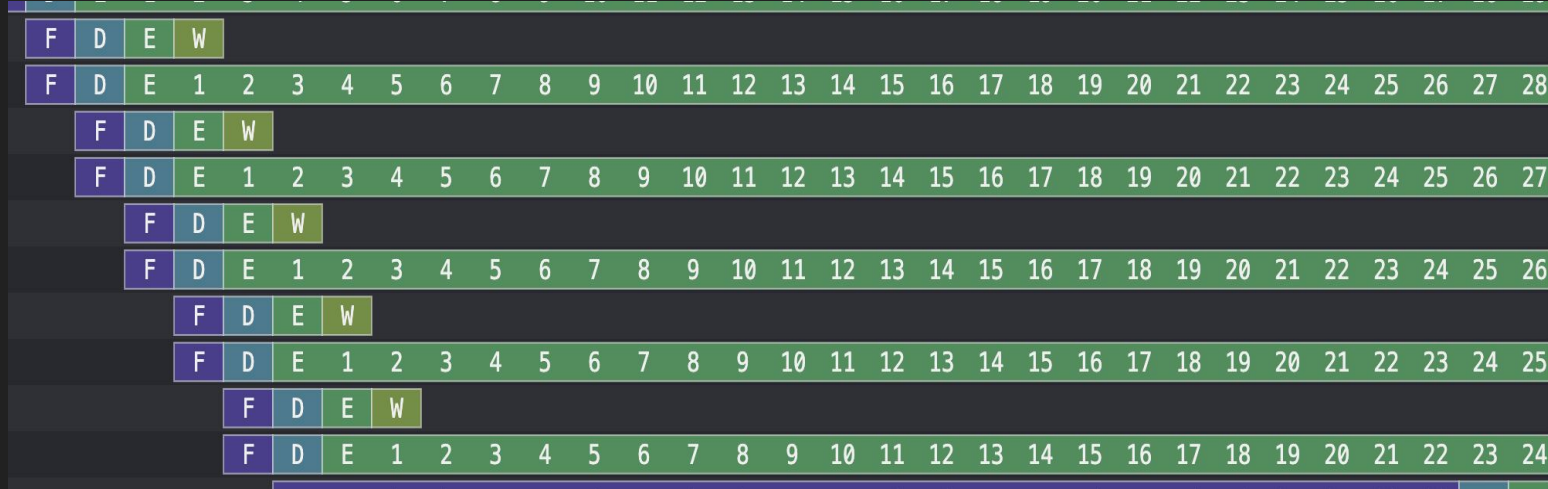 F D E W
F D E 1 2 3 4 5 6 7 8 9 10 11 12 13 14 15 16 17 18 19 20 21 22 23 24 25 26 27 28
F D E W
F D E 1 2 3 4 5 6 7 8 9 10 11 12 13 14 15 16 17 18 19 20 21 22 23 24 25 26 27
F D E W
F D E 1 2 3 4 5 6 7 8 9 10 11 12 13 14 15 16 17 18 19 20 21 22 23 24 25 26
F D E W
F D E 1 2 3 4 5 6 7 8 9 10 11 12 13 14 15 16 17 18 19 20 21 22 23 24 25
F D E W
F D E 1 2 3 4 5 6 7 8 9 10 11 12 13 14 15 16 17 18 19 20 21 22 23 24